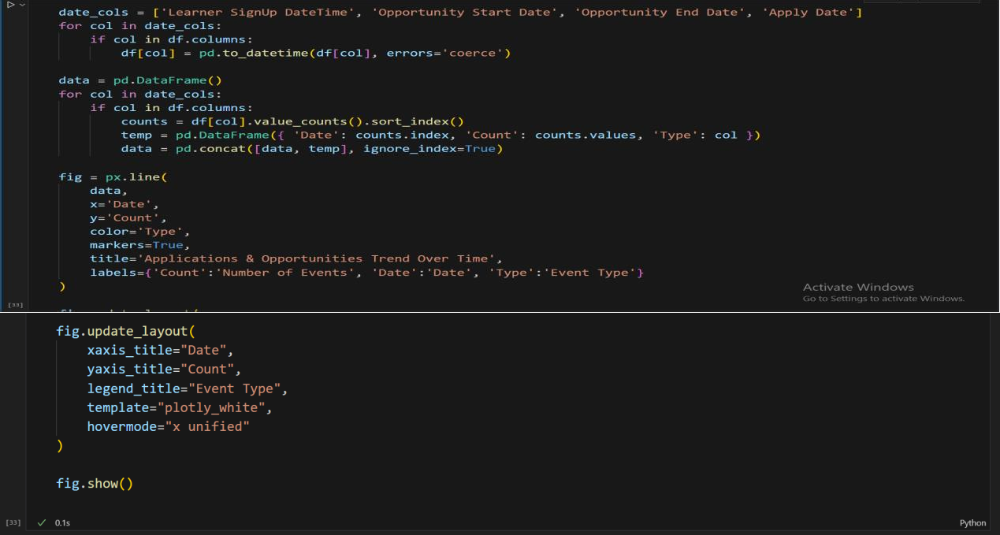 date_cols = ['Learner SignUp DateTime', 'Opportunity Start Date', 'Opportunity End Date', 'Apply Date']
for col in date_cols:
    if col in df.columns:
        df[col] = pd.to_datetime(df[col], errors='coerce')

data = pd.DataFrame()
for col in date_cols:
    if col in df.columns:
        counts = df[col].value_counts().sort_index()
        temp = pd.DataFrame({ 'Date': counts.index, 'Count': counts.values, 'Type': col })
        data = pd.concat([data, temp], ignore_index=True)

fig = px.line(
    data,
    x='Date',
    y='Count',
    color='Type',
    markers=True,
    title='Applications & Opportunities Trend Over Time',
    labels={'Count':'Number of Events', 'Date':'Date', 'Type':'Event Type'}
)
Activate Windows
Go to Settings to activate Windows.
[33]
fig.update_layout(
    xaxis_title="Date",
    yaxis_title="Count",
    legend_title="Event Type",
    template="plotly_white",
    hovermode="x unified"
)

fig.show()
[33] ✓ 0.1s Python